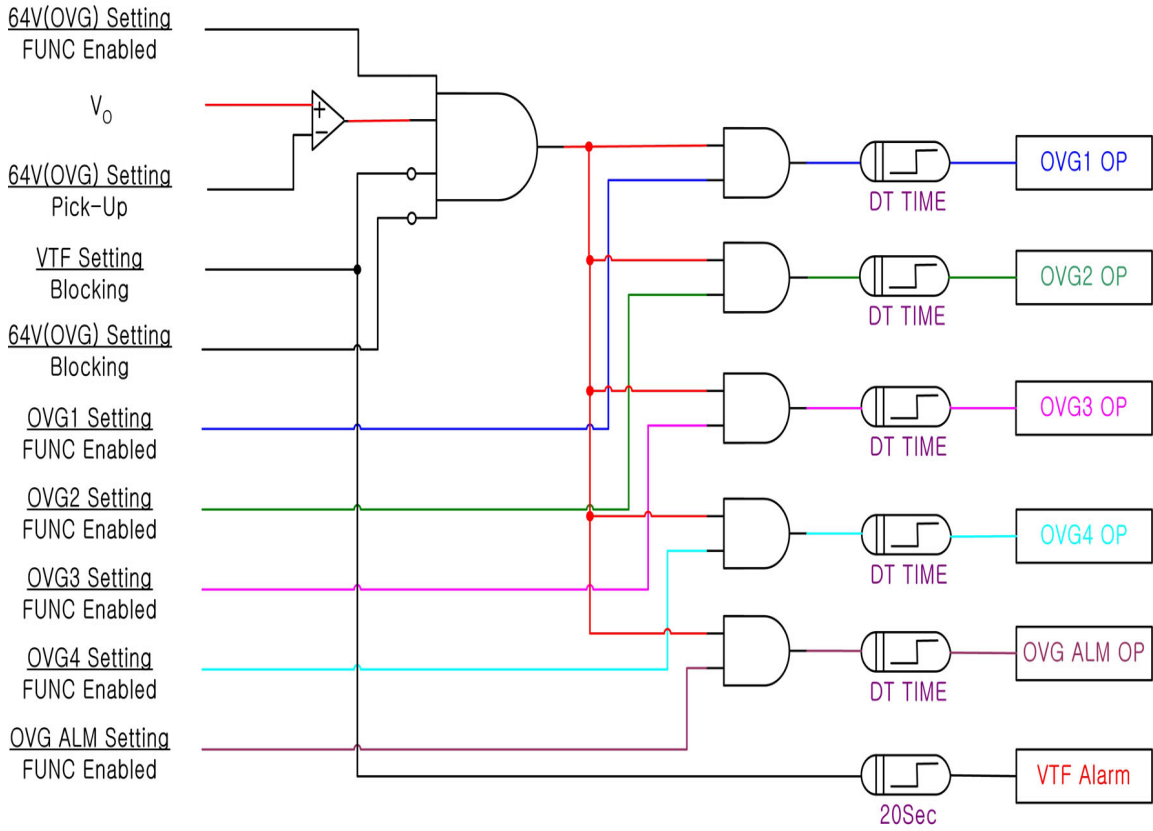 64V(OVG) Setting
FUNC Enabled
VO
64V(OVG) Setting
Pick-Up
VTF Setting
Blocking
64V(OVG) Setting
Blocking
OVG1 Setting
FUNC Enabled
OVG2 Setting
FUNC Enabled
OVG3 Setting
FUNC Enabled
OVG4 Setting
FUNC Enabled
OVG ALM Setting
FUNC Enabled
+
−
DT TIME
OVG1 OP
DT TIME
OVG2 OP
DT TIME
OVG3 OP
DT TIME
OVG4 OP
DT TIME
OVG ALM OP
20Sec
VTF Alarm